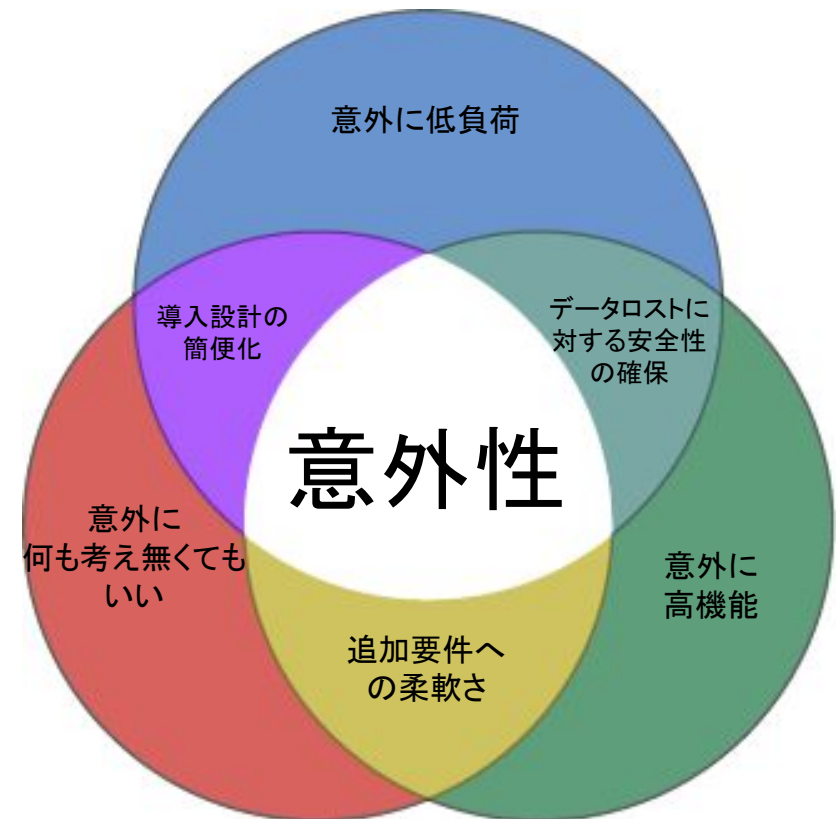 意外に低負荷
導入設計の
簡便化
データロストに
対する安全性
の確保
意外性
意外に
何も考え無くても
いい
意外に
高機能
追加要件へ
の柔軟さ